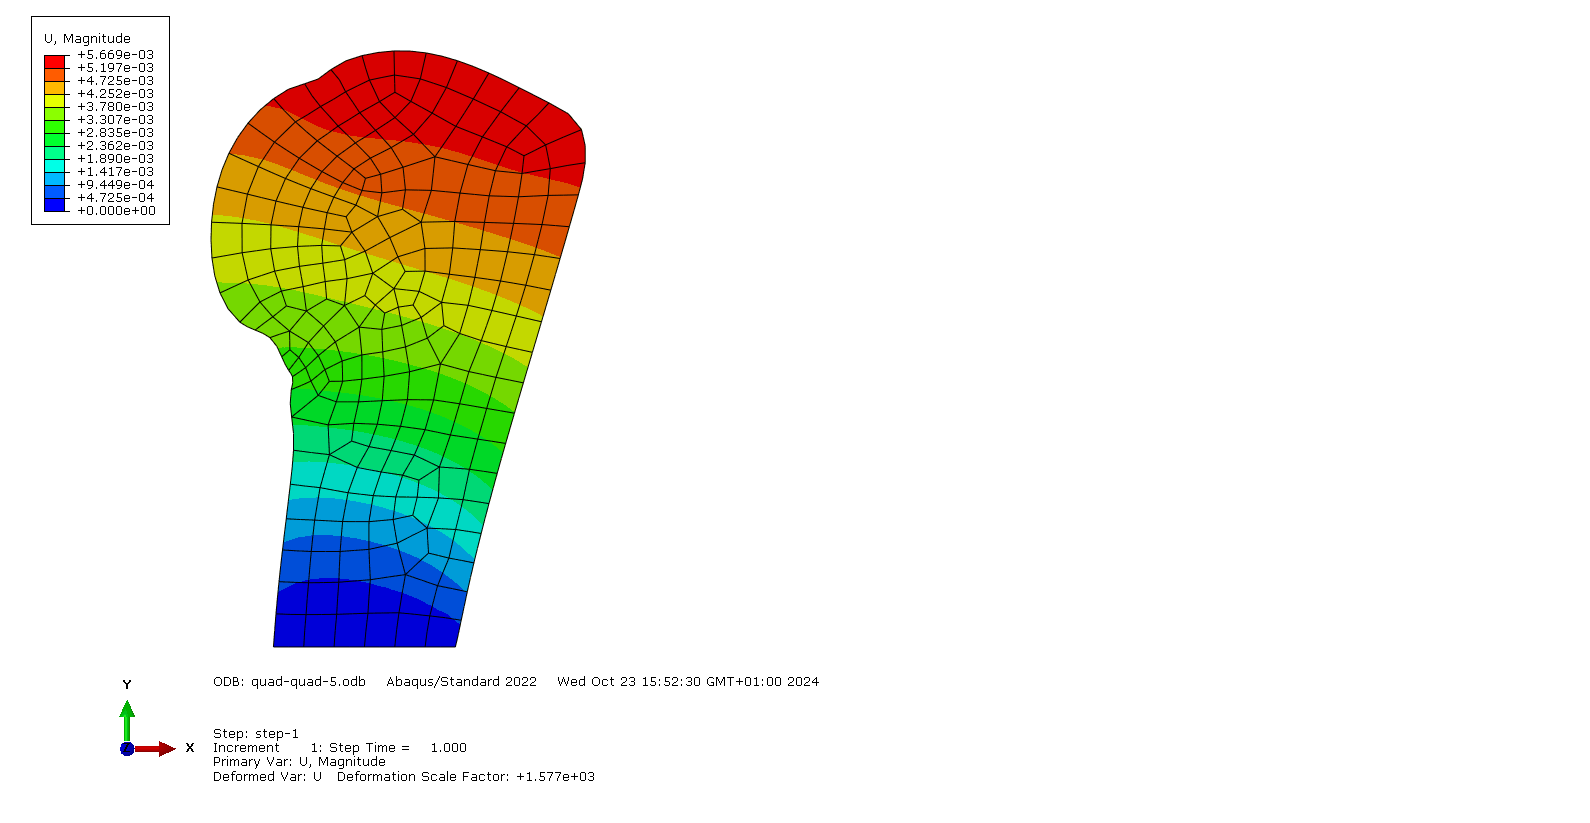 U, Magnitude
+5.669e-03
+5.197e-03
+4.725e-03
+4.252e-03
+3.780e-03
+3.307e-03
+2.835e-03
+2.362e-03
+1.890e-03
+1.417e-03
+9.449e-04
+4.725e-04
+0.000e+00
Y
X
ODB: quad-quad-5.odb Abaqus/Standard 2022 Wed Oct 23 15:52:30 GMT+01:00 2024
Step: step-1
Increment 1: Step Time = 1.000
Primary Var: U, Magnitude
Deformed Var: U Deformation Scale Factor: +1.577e+03